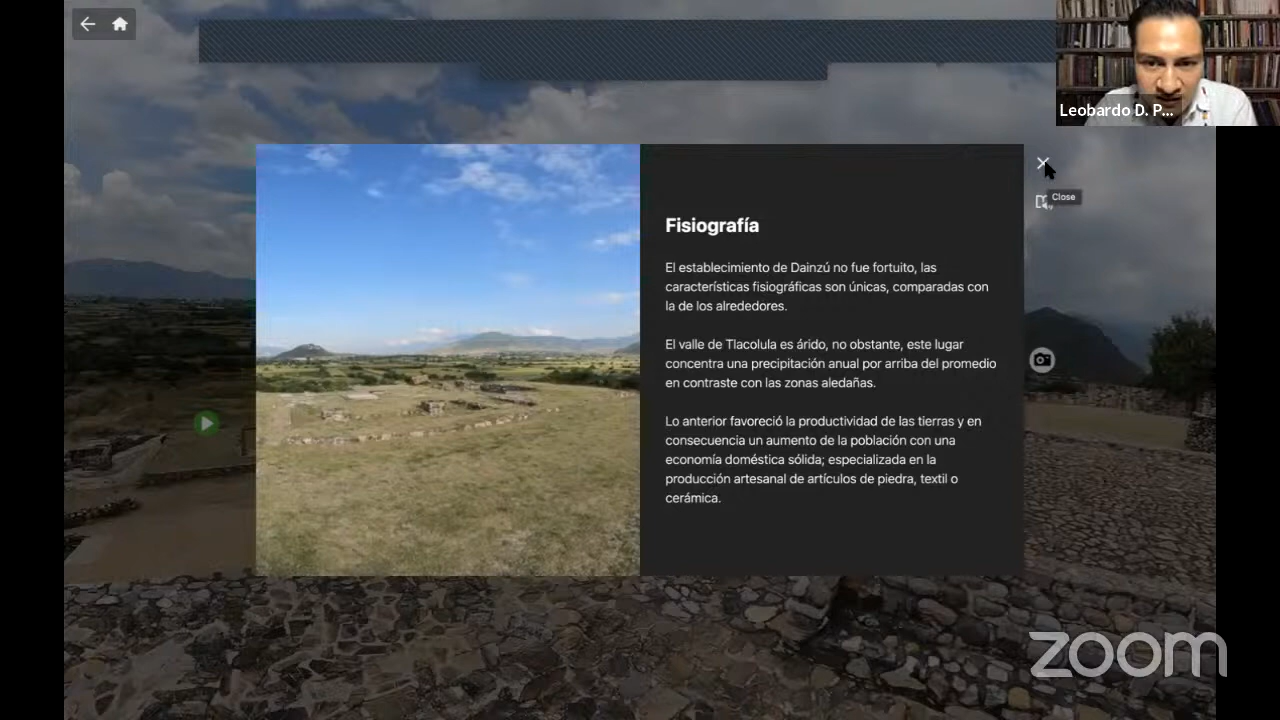 Leobardo D. P...
Close
Fisiografía
El establecimiento de Dainzú no fue fortuito, las
características fisiográficas son únicas, comparadas con
la de los alrededores.
El valle de Tlacolula es árido, no obstante, este lugar
concentra una precipitación anual por arriba del promedio
en contraste con las zonas aledañas.
Lo anterior favoreció la productividad de las tierras y en
consecuencia un aumento de la población con una
economía doméstica sólida; especializada en la
producción artesanal de artículos de piedra, textil o
cerámica.
zoom